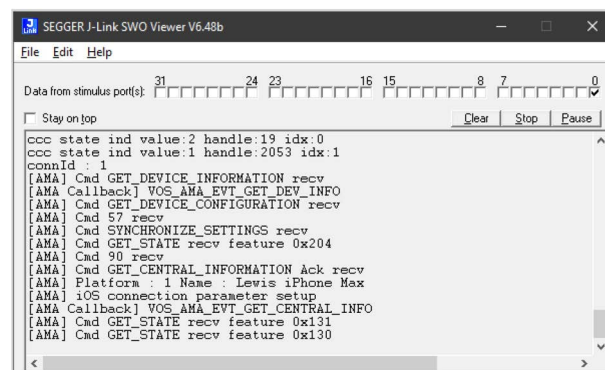 SEGGER J-Link SWO Viewer V6.48b
File Edit Help
Data from stimulus port(s): 31 24 23 16 15 8 7 0
Stay on top Clear Stop Pause
ccc state ind value:2 handle:19 idx:0
ccc state ind value:1 handle:2053 idx:1
connId : 1
[AMA] Cmd GET_DEVICE_INFORMATION recv
[AMA Callback] VOS_AMA_EVT_GET_DEV_INFO
[AMA] Cmd GET_DEVICE_CONFIGURATION recv
[AMA] Cmd 57 recv
[AMA] Cmd SYNCHRONIZE_SETTINGS recv
[AMA] Cmd GET_STATE recv feature 0x204
[AMA] Cmd 90 recv
[AMA] Cmd GET_CENTRAL_INFORMATION Ack recv
[AMA] Platform : 1 Name : Lewis iPhone Max
[AMA] iOS connection parameter setup
[AMA Callback] VOS_AMA_EVT_GET_CENTRAL_INFO
[AMA] Cmd GET_STATE recv feature 0x131
[AMA] Cmd GET_STATE recv feature 0x130